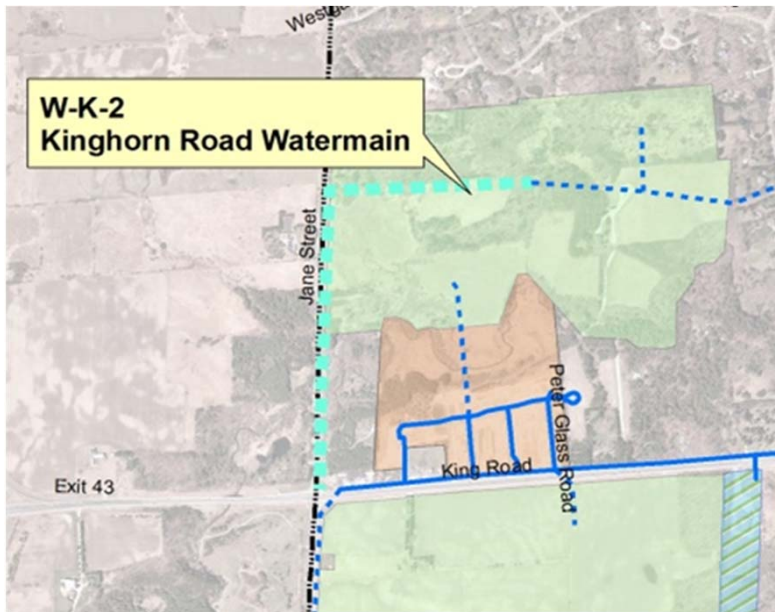 W-K-2
Kinghorn Road Watermain
Jane Street
Peter Glass Road
King Road
Exit 43